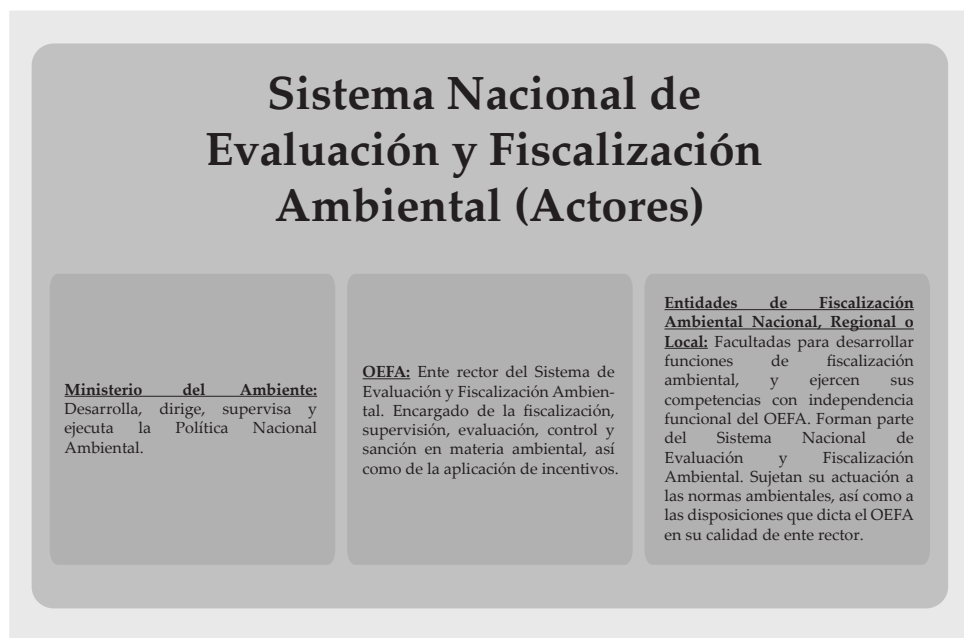 Sistema Nacional de
Evaluación y Fiscalización
Ambiental (Actores)
Ministerio del Ambiente:
Desarrolla, dirige, supervisa y
ejecuta la Política Nacional
Ambiental.
OEFA: Ente rector del Sistema de
Evaluación y Fiscalización Ambien-
tal. Encargado de la fiscalización,
supervisión, evaluación, control y
sanción en materia ambiental, así
como de la aplicación de incentivos.
Entidades de Fiscalización
Ambiental Nacional, Regional o
Local: Facultadas para desarrollar
funciones de fiscalización
ambiental, y ejercen sus
competencias con independencia
funcional del OEFA. Forman parte
del Sistema Nacional de
Evaluación y Fiscalización
Ambiental. Sujetan su actuación a
las normas ambientales, así como a
las disposiciones que dicta el OEFA
en su calidad de ente rector.